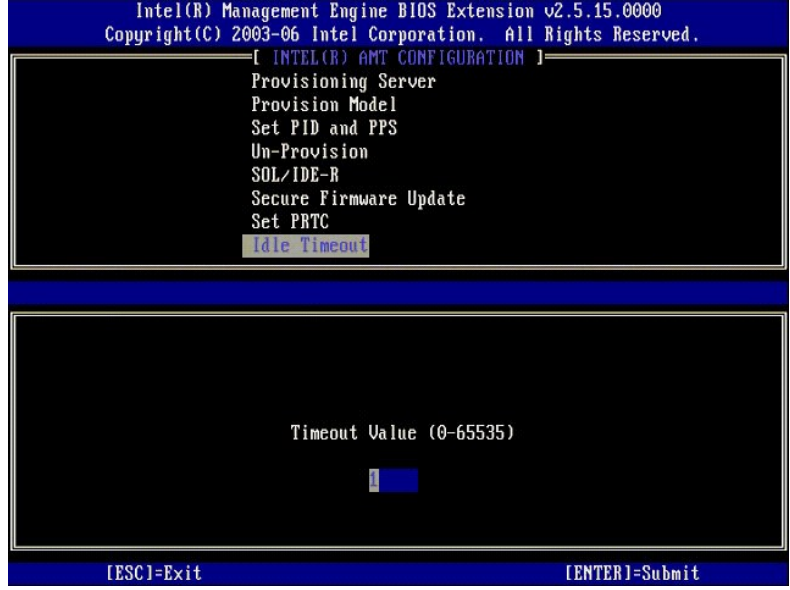 Intel(R) Management Engine BIOS Extension v2.5.15.0000
Copyright(C) 2003-06 Intel Corporation. All Rights Reserved.
[ INTEL(R) AMT CONFIGURATION ]
Provisioning Server
Provision Model
Set PID and PPS
Un-Provision
SOL/IDE-R
Secure Firmware Update
Set PRTC
Idle Timeout
Timeout Value (0-65535)
1
[ESC]=Exit [ENTER]=Submit